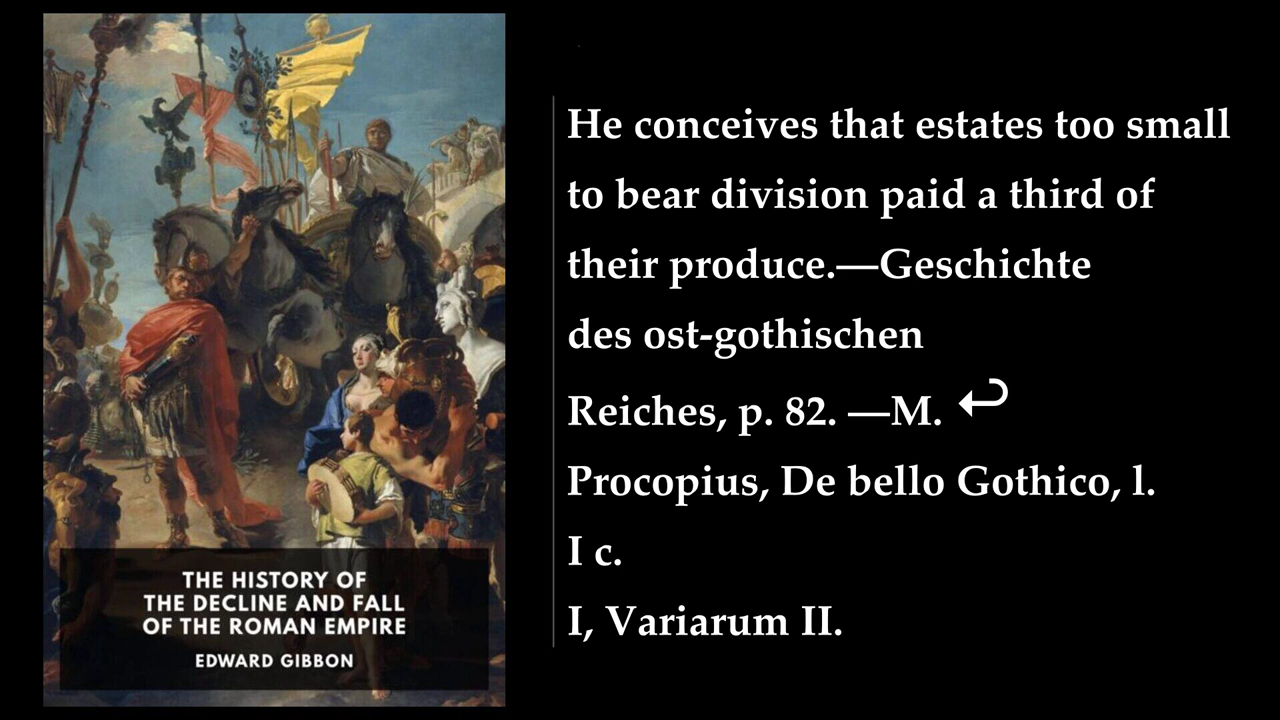 THE HISTORY OF
THE DECLINE AND FALL
OF THE ROMAN EMPIRE
EDWARD GIBBON
He conceives that estates too small
to bear division paid a third of
their produce.—Geschichte
des ost-gothischen
Reiches, p. 82. —M. ↩
Procopius, De bello Gothico, l.
I c.
I, Variarum II.